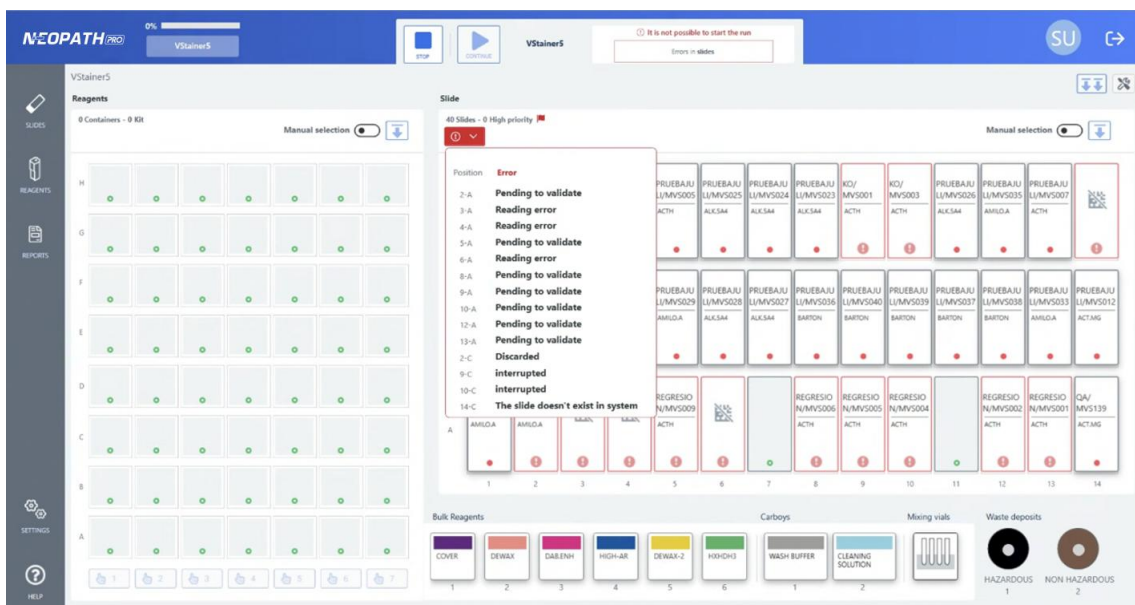 NEOPATH PRO
0%
VStainer5
STOP
CONTINUE
VStainer5
It is not possible to start the run
Errors in slides
SU
SLIDES
REAGENTS
REPORTS
SETTINGS
HELP
VStainer5
Reagents
0 Containers - 0 Kit
Manual selection
H
G
F
E
D
C
B
A
1 2 3 4 5 6 7
Slide
40 Slides - 0 High priority
Manual selection
Position Error
2-A Pending to validate
3-A Reading error
4-A Reading error
5-A Pending to validate
6-A Reading error
8-A Pending to validate
9-A Pending to validate
10-A Pending to validate
12-A Pending to validate
13-A Pending to validate
2-C Discarded
9-C interrupted
10-C interrupted
14-C The slide doesn't exist in system
PRUEBAJU PRUEBAJU PRUEBAJU PRUEBAJU KO/ KO/ PRUEBAJU PRUEBAJU PRUEBAJU
LI/MVS005 LI/MVS025 LI/MVS024 LI/MVS023 MVS001 MVS003 LI/MVS026 LI/MVS035 LI/MVS007
ACTH ALK.5A4 ALK.5A4 ALK.5A4 ACTH ACTH ALK.5A4 AMILO.A ACTH
PRUEBAJU PRUEBAJU PRUEBAJU PRUEBAJU PRUEBAJU PRUEBAJU PRUEBAJU PRUEBAJU PRUEBAJU PRUEBAJU
LI/MVS029 LI/MVS028 LI/MVS027 LI/MVS036 LI/MVS040 LI/MVS039 LI/MVS037 LI/MVS038 LI/MVS033 LI/MVS012
AMILO.A ALK.5A4 ALK.5A4 BARTON BARTON BARTON BARTON BARTON AMILO.A ACT.MG
REGRESIO REGRESIO REGRESIO REGRESIO REGRESIO REGRESIO QA/
N/MVS009 N/MVS006 N/MVS005 N/MVS004 N/MVS002 N/MVS001 MVS139
A AMILO.A AMILO.A ACTH ACTH ACTH ACTH ACTH ACTH ACT.MG
1 2 3 4 5 6 7 8 9 10 11 12 13 14
Bulk Reagents
COVER DEWAX DAB.ENH HIGH-AR DEWAX-2 HXHDH3
1 2 3 4 5 6
Carboys
WASH BUFFER CLEANING
SOLUTION
1 2
Mixing vials
Waste deposits
HAZARDOUS NON HAZARDOUS
1 2